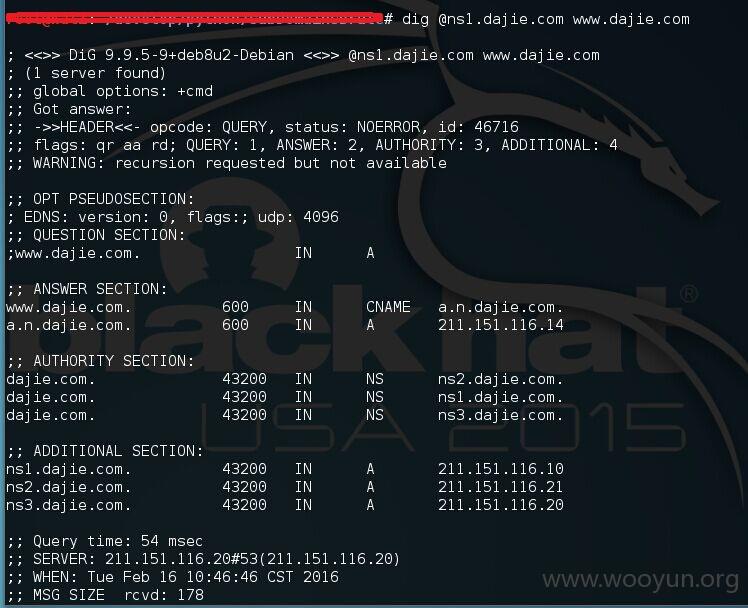 # dig @ns1.dajie.com www.dajie.com
; <<>> DiG 9.9.5-9+deb8u2-Debian <<>> @ns1.dajie.com www.dajie.com
; (1 server found)
;; global options: +cmd
;; Got answer:
;; ->>HEADER<<- opcode: QUERY, status: NOERROR, id: 46716
;; flags: qr aa rd; QUERY: 1, ANSWER: 2, AUTHORITY: 3, ADDITIONAL: 4
;; WARNING: recursion requested but not available
;; OPT PSEUDOSECTION:
; EDNS: version: 0, flags:; udp: 4096
;; QUESTION SECTION:
;www.dajie.com. IN A
;; ANSWER SECTION:
www.dajie.com. 600 IN CNAME a.n.dajie.com.
a.n.dajie.com. 600 IN A 211.151.116.14
;; AUTHORITY SECTION:
dajie.com. 43200 IN NS ns2.dajie.com.
dajie.com. 43200 IN NS ns1.dajie.com.
dajie.com. 43200 IN NS ns3.dajie.com.
;; ADDITIONAL SECTION:
ns1.dajie.com. 43200 IN A 211.151.116.10
ns2.dajie.com. 43200 IN A 211.151.116.21
ns3.dajie.com. 43200 IN A 211.151.116.20
;; Query time: 54 msec
;; SERVER: 211.151.116.20#53(211.151.116.20)
;; WHEN: Tue Feb 16 10:46:46 CST 2016
;; MSG SIZE rcvd: 178
black hat®
USA 2015
www.wooyun.org